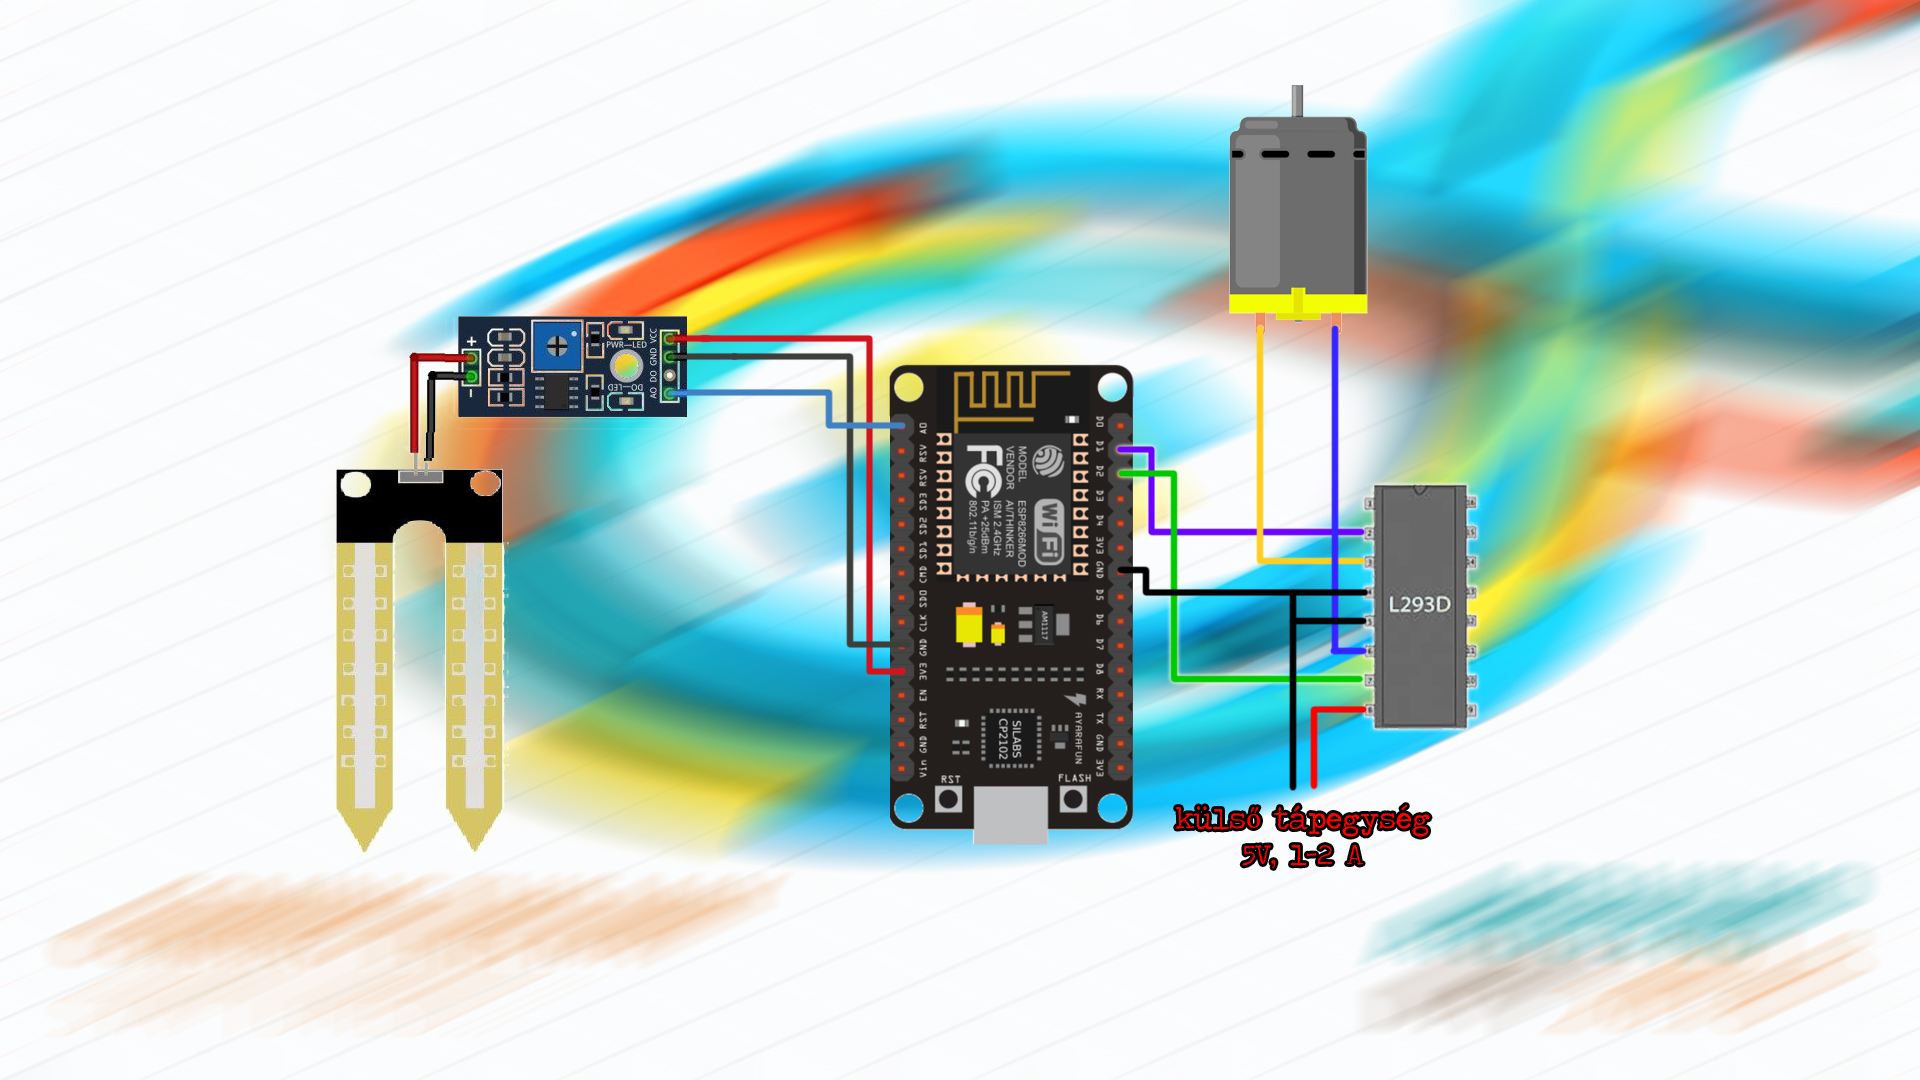 +
-
PWR-LED
DO-LED
VCC
GND
DO
AO
MODEL
VENDOR
ESP8266MOD
AI/THINKER
ISM 2.4GHz
PA +25dBm
802.11b/g/n
FC
WiFi
A0
RSV
RSV
SD3
SD2
SD1
CMD
SD0
CLK
GND
3V3
EN
RST
GND
Vin
D0
D1
D2
D3
D4
3V3
GND
D5
D6
D7
D8
RX
TX
GND
3V3
AM1117
SILABS
CP2102
AYARAFUN
RST
FLASH
L293D
külső tápegység
5V, 1-2 A